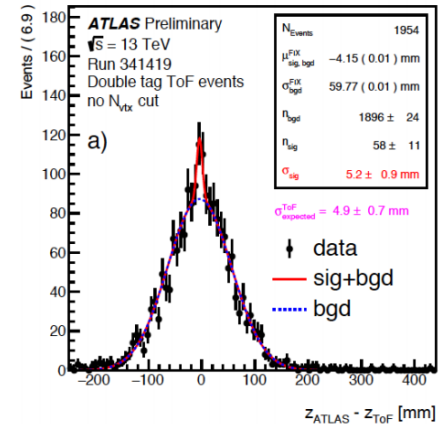 Events / ( 6.9 )
180
160
140
120
100
80
60
40
20
0
ATLAS Preliminary
√s = 13 TeV
Run 341419
Double tag ToF events
no N_vtx cut
a)
N_Events 1954
μ^FIX_sig, bgd −4.15 ( 0.01 ) mm
σ^FIX_bgd 59.77 ( 0.01 ) mm
n_bgd 1896 ± 24
n_sig 58 ± 11
σ_sig 5.2 ± 0.9 mm
σ^ToF_expected = 4.9 ± 0.7 mm
data
sig+bgd
bgd
−200 −100 0 100 200 300 400
z_ATLAS - z_ToF [mm]